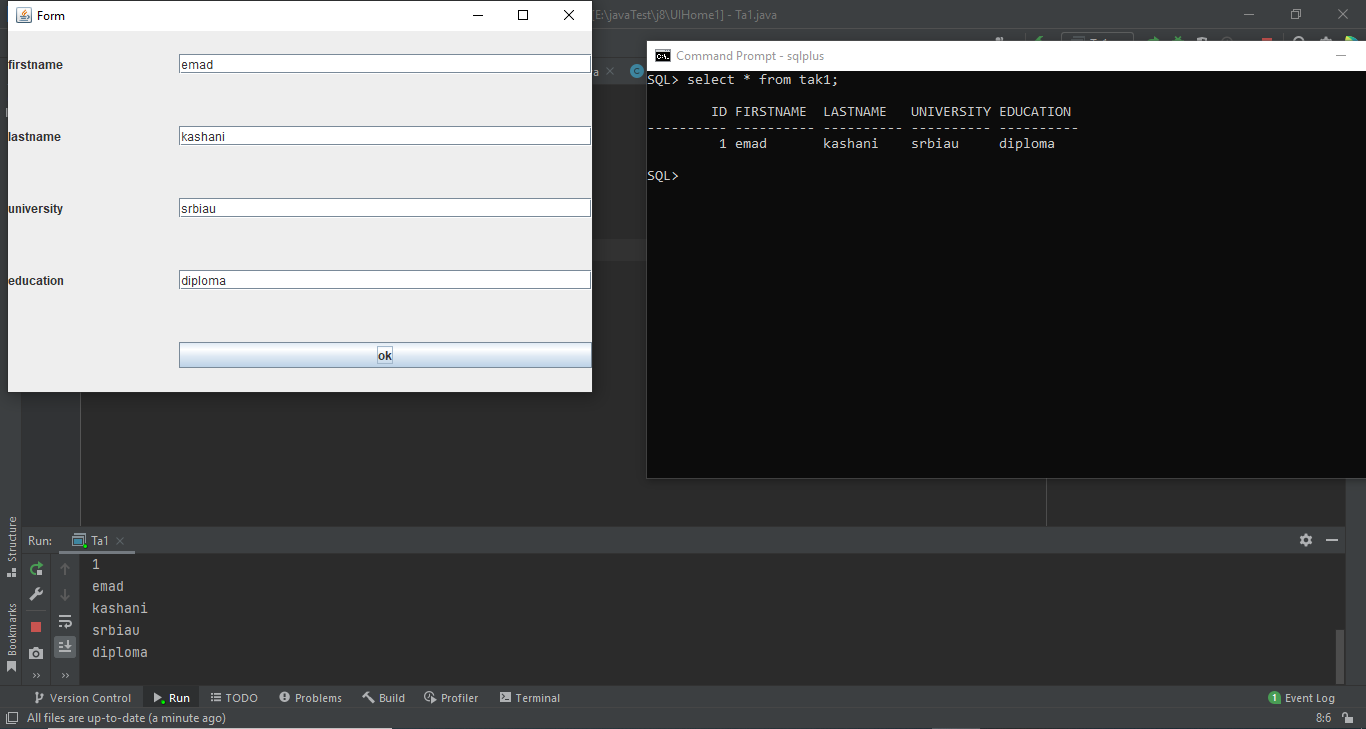 Form
[E:\javaTest\j8\UIHome1] - Ta1.java
firstname emad
lastname kashani
university srbiau
education diploma
ok
a
C
Command Prompt - sqlplus
SQL> select * from tak1;
ID FIRSTNAME LASTNAME UNIVERSITY EDUCATION
---------- ---------- ---------- ---------- ----------
1 emad kashani srbiau diploma
SQL>
Structure
Bookmarks
Run: Ta1
1
emad
kashani
srbiau
diploma
Version Control Run TODO Problems Build Profiler Terminal 1 Event Log
All files are up-to-date (a minute ago) 8:6